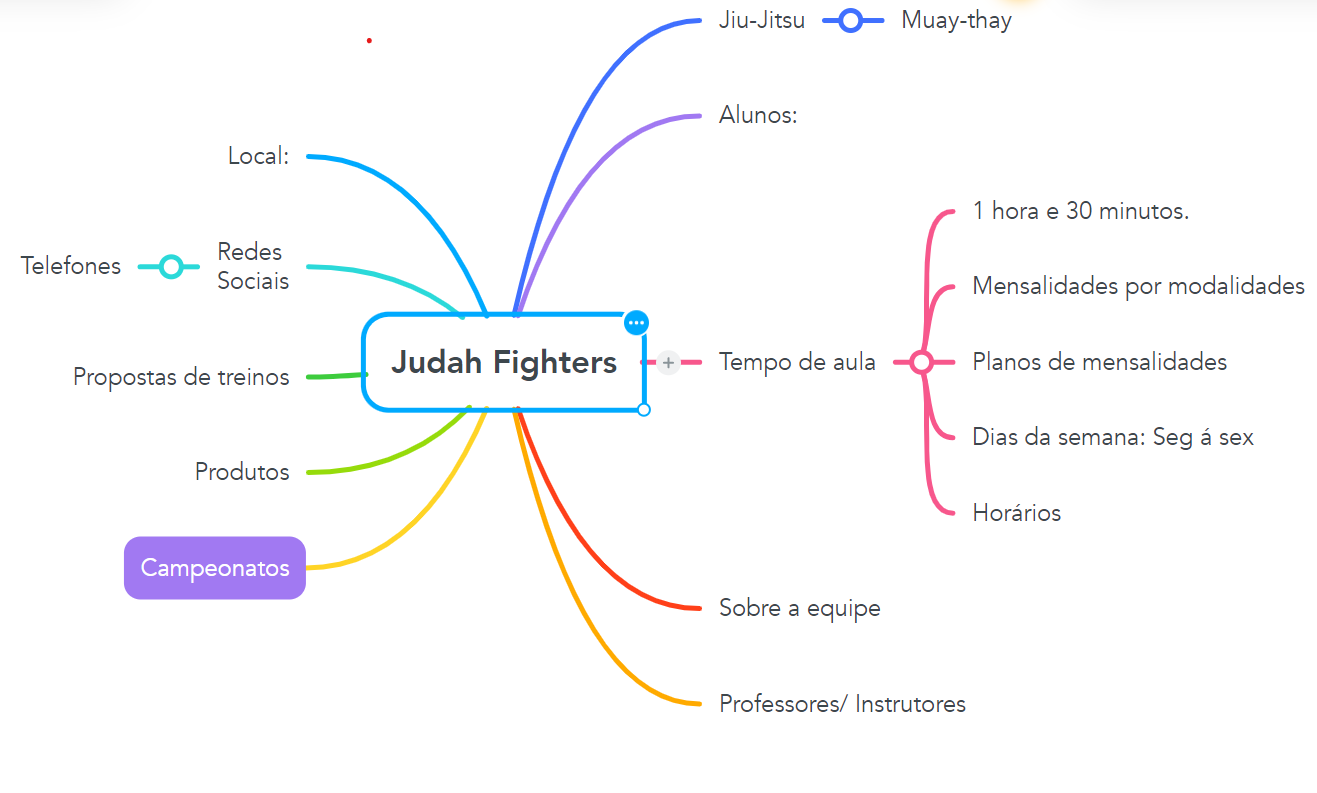 Jiu-Jitsu
Muay-thay
Alunos:
Local:
Redes
Sociais
Telefones
Propostas de treinos
Produtos
Campeonatos
Judah Fighters
Tempo de aula
1 hora e 30 minutos.
Mensalidades por modalidades
Planos de mensalidades
Dias da semana: Seg á sex
Horários
Sobre a equipe
Professores/ Instrutores